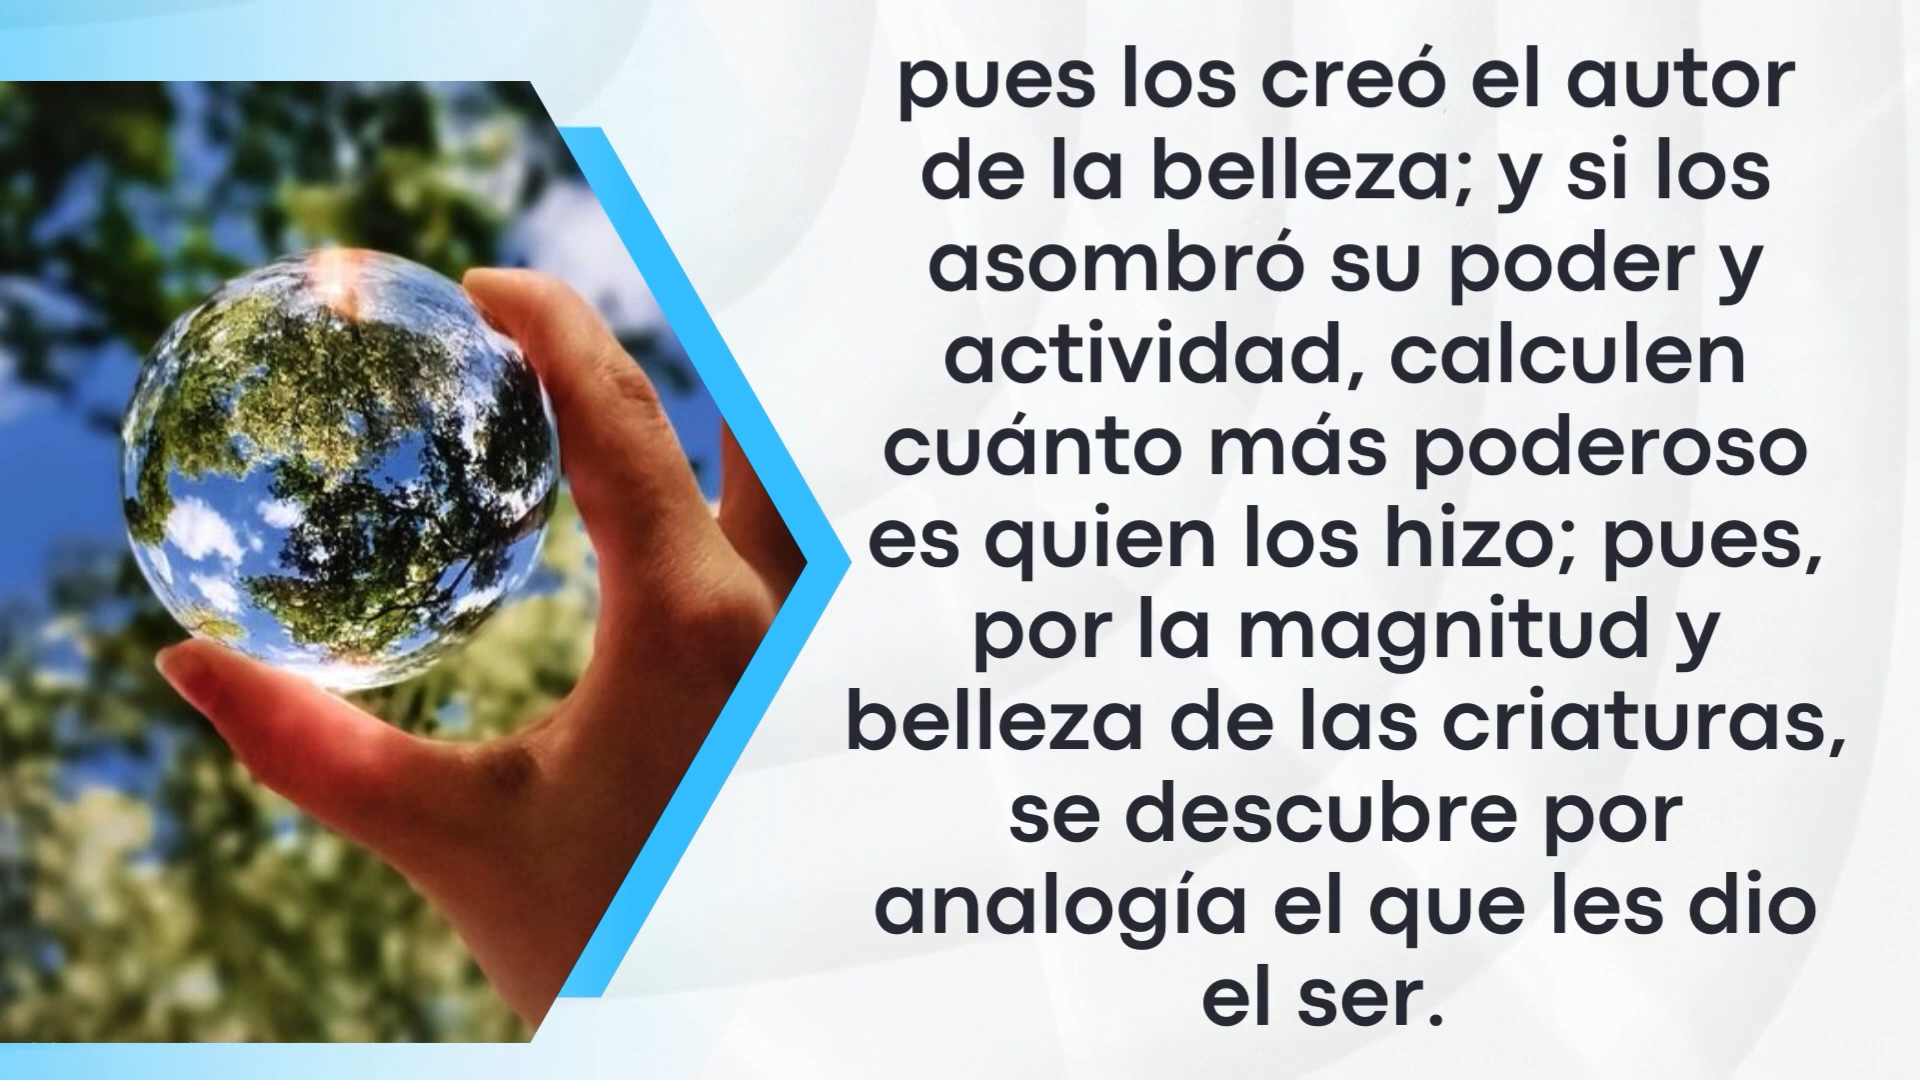 pues los creó el autor
de la belleza; y si los
asombró su poder y
actividad, calculen
cuánto más poderoso
es quien los hizo; pues,
por la magnitud y
belleza de las criaturas,
se descubre por
analogía el que les dio
el ser.